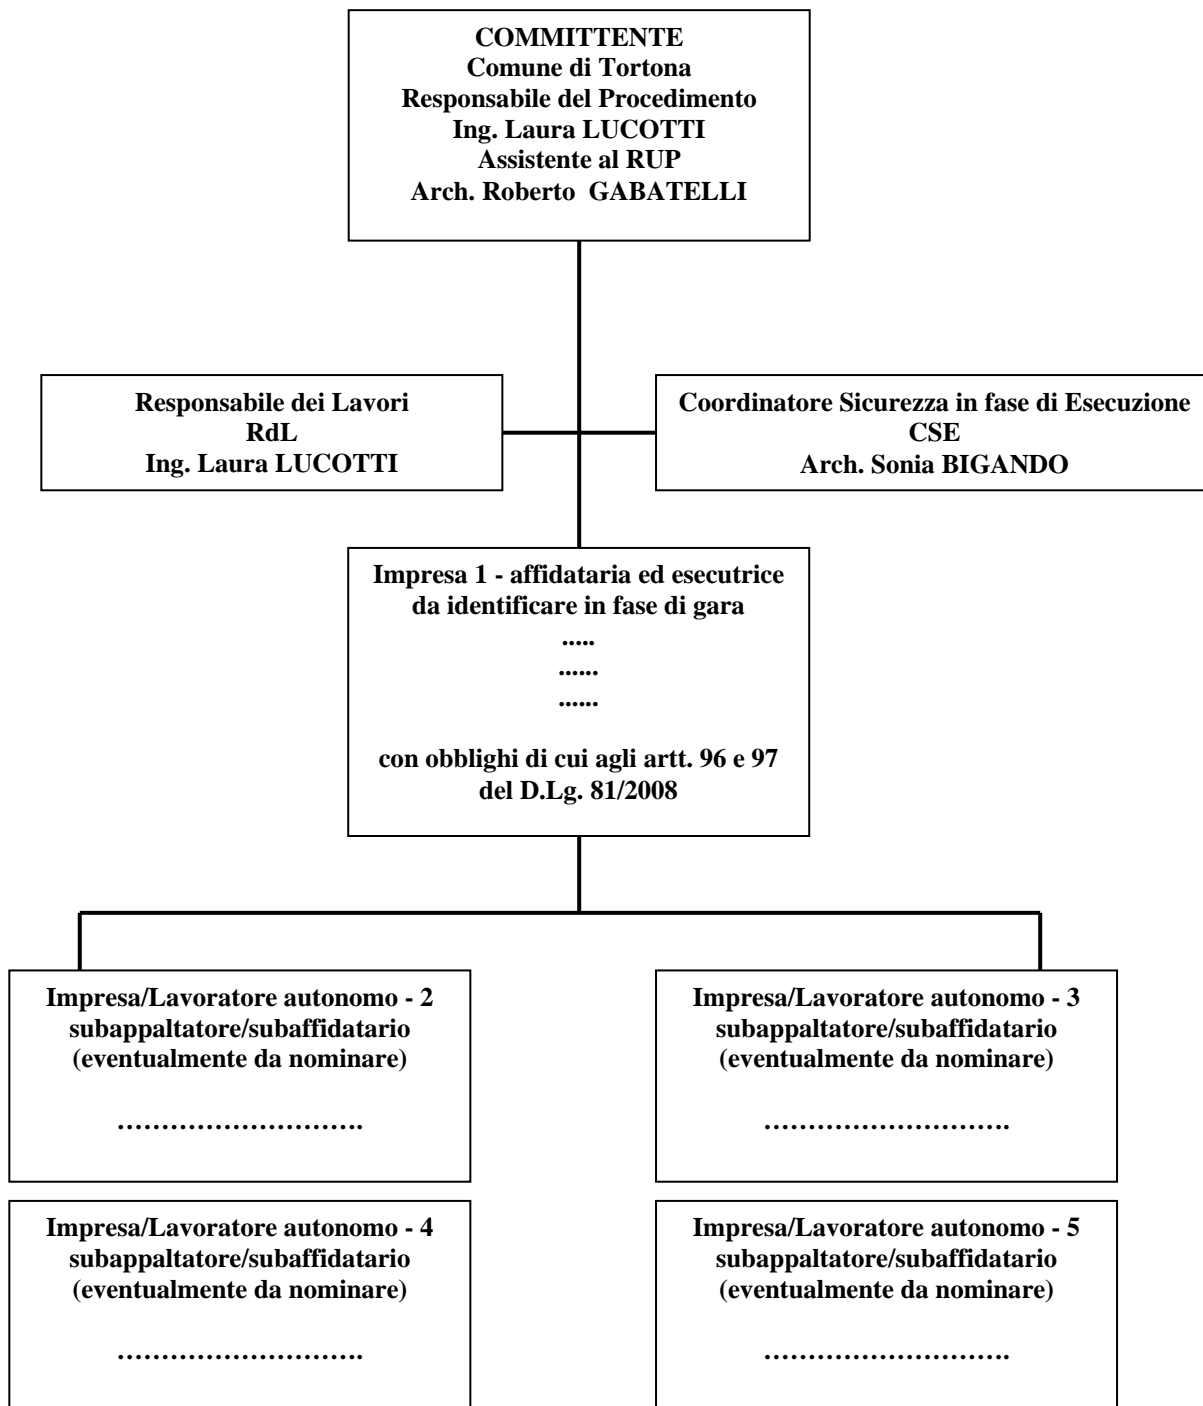 COMMITTENTE
Comune di Tortona
Responsabile del Procedimento
Ing. Laura LUCOTTI
Assistente al RUP
Arch. Roberto GABATELLI
Responsabile dei Lavori
RdL
Ing. Laura LUCOTTI
Coordinatore Sicurezza in fase di Esecuzione
CSE
Arch. Sonia BIGANDO
Impresa 1 - affidataria ed esecutrice
da identificare in fase di gara
.....
......
......
con obblighi di cui agli artt. 96 e 97
del D.Lg. 81/2008
Impresa/Lavoratore autonomo - 2
subappaltatore/subaffidatario
(eventualmente da nominare)
……………………….
Impresa/Lavoratore autonomo - 3
subappaltatore/subaffidatario
(eventualmente da nominare)
……………………….
Impresa/Lavoratore autonomo - 4
subappaltatore/subaffidatario
(eventualmente da nominare)
……………………….
Impresa/Lavoratore autonomo - 5
subappaltatore/subaffidatario
(eventualmente da nominare)
……………………….